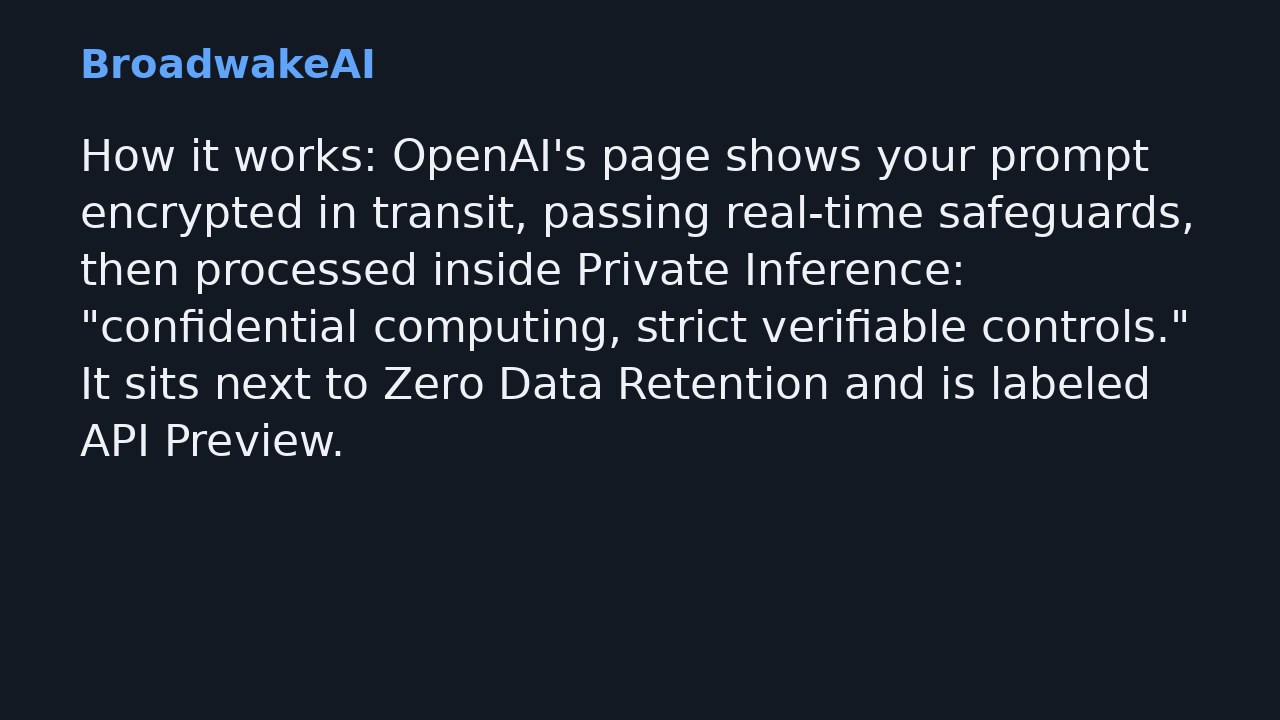 BroadwakeAI
How it works: OpenAI's page shows your prompt
encrypted in transit, passing real-time safeguards,
then processed inside Private Inference:
"confidential computing, strict verifiable controls."
It sits next to Zero Data Retention and is labeled
API Preview.